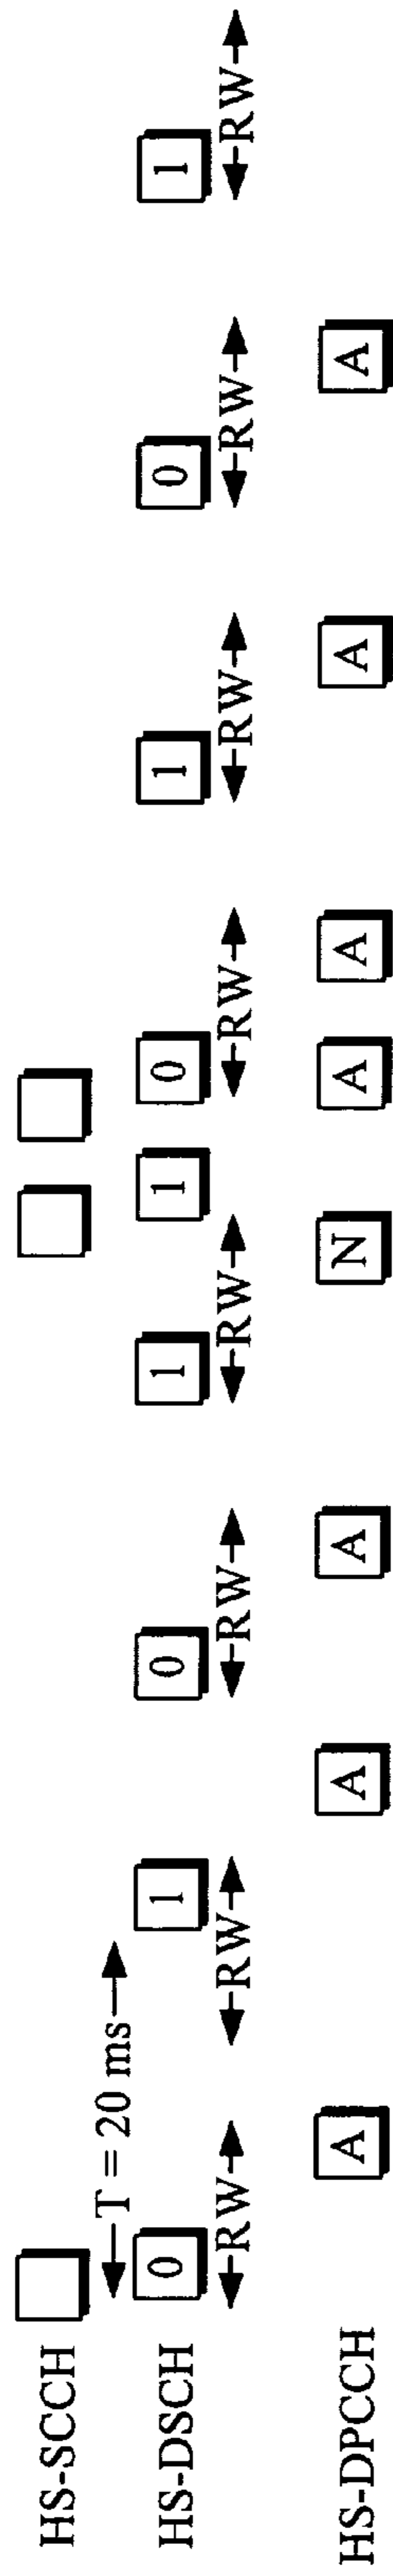 HS-SCCH
T = 20 ms
HS-DSCH 0 1 0 1 1 0 1 0 1
RW RW RW RW RW RW RW RW
HS-DPCCH A A A N A A A A